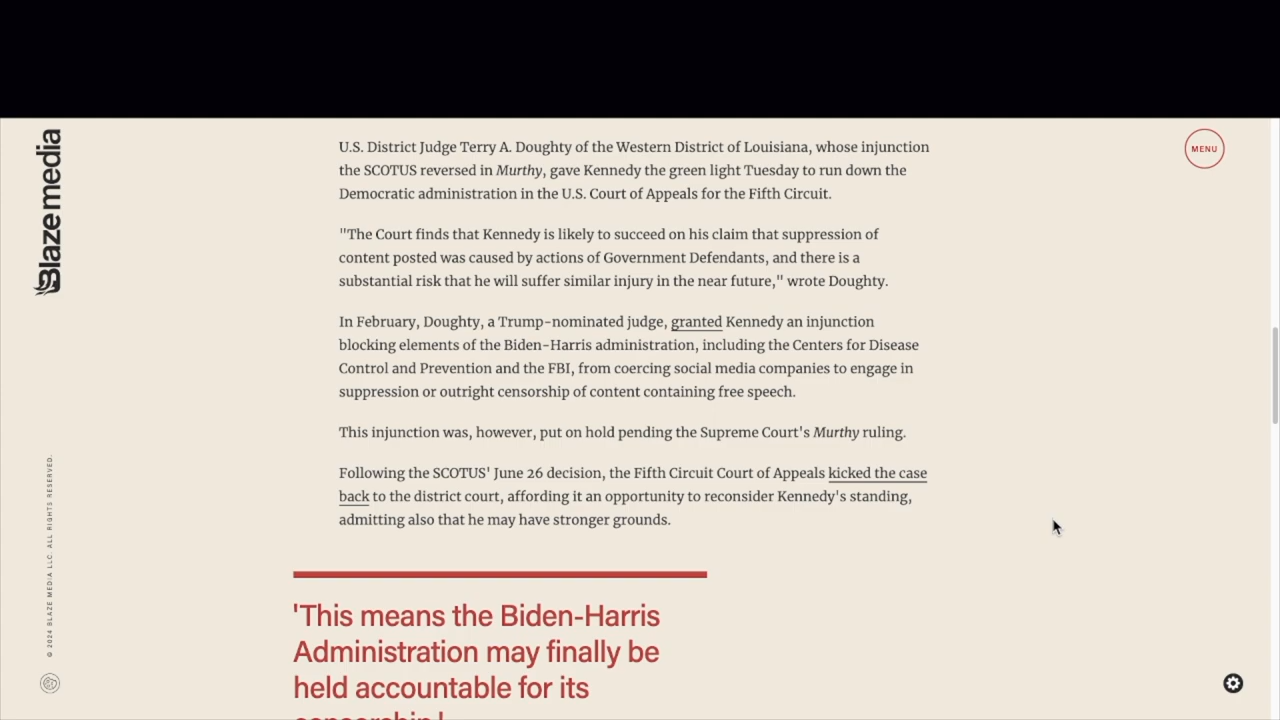 Blaze media
MENU
U.S. District Judge Terry A. Doughty of the Western District of Louisiana, whose injunction
the SCOTUS reversed in Murthy, gave Kennedy the green light Tuesday to run down the
Democratic administration in the U.S. Court of Appeals for the Fifth Circuit.
"The Court finds that Kennedy is likely to succeed on his claim that suppression of
content posted was caused by actions of Government Defendants, and there is a
substantial risk that he will suffer similar injury in the near future," wrote Doughty.
In February, Doughty, a Trump-nominated judge, granted Kennedy an injunction
blocking elements of the Biden-Harris administration, including the Centers for Disease
Control and Prevention and the FBI, from coercing social media companies to engage in
suppression or outright censorship of content containing free speech.
This injunction was, however, put on hold pending the Supreme Court's Murthy ruling.
Following the SCOTUS' June 26 decision, the Fifth Circuit Court of Appeals kicked the case
back to the district court, affording it an opportunity to reconsider Kennedy's standing,
admitting also that he may have stronger grounds.
© 2024 BLAZE MEDIA LLC. ALL RIGHTS RESERVED.
'This means the Biden-Harris
Administration may finally be
held accountable for its
censorship.'